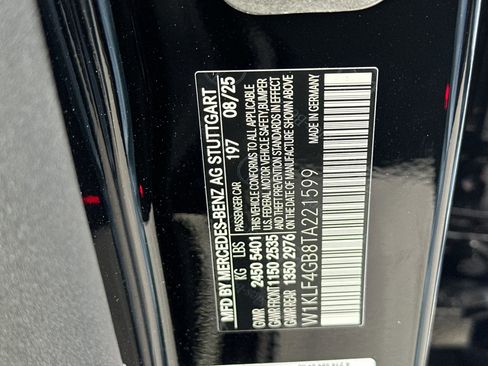 MFD BY MERCEDES-BENZ AG STUTTGART
PASSENGER CAR 197 08/25
KG LBS
GVWR 2450 5401
GAWR FRONT 1150 2535
GAWR REAR 1350 2976
THIS VEHICLE CONFORMS TO ALL APPLICABLE
U.S. FEDERAL MOTOR VEHICLE SAFETY, BUMPER
AND THEFT PREVENTION STANDARDS IN EFFECT
ON THE DATE OF MANUFACTURE SHOWN ABOVE
W1KLF4GB8TA221599
MADE IN GERMANY